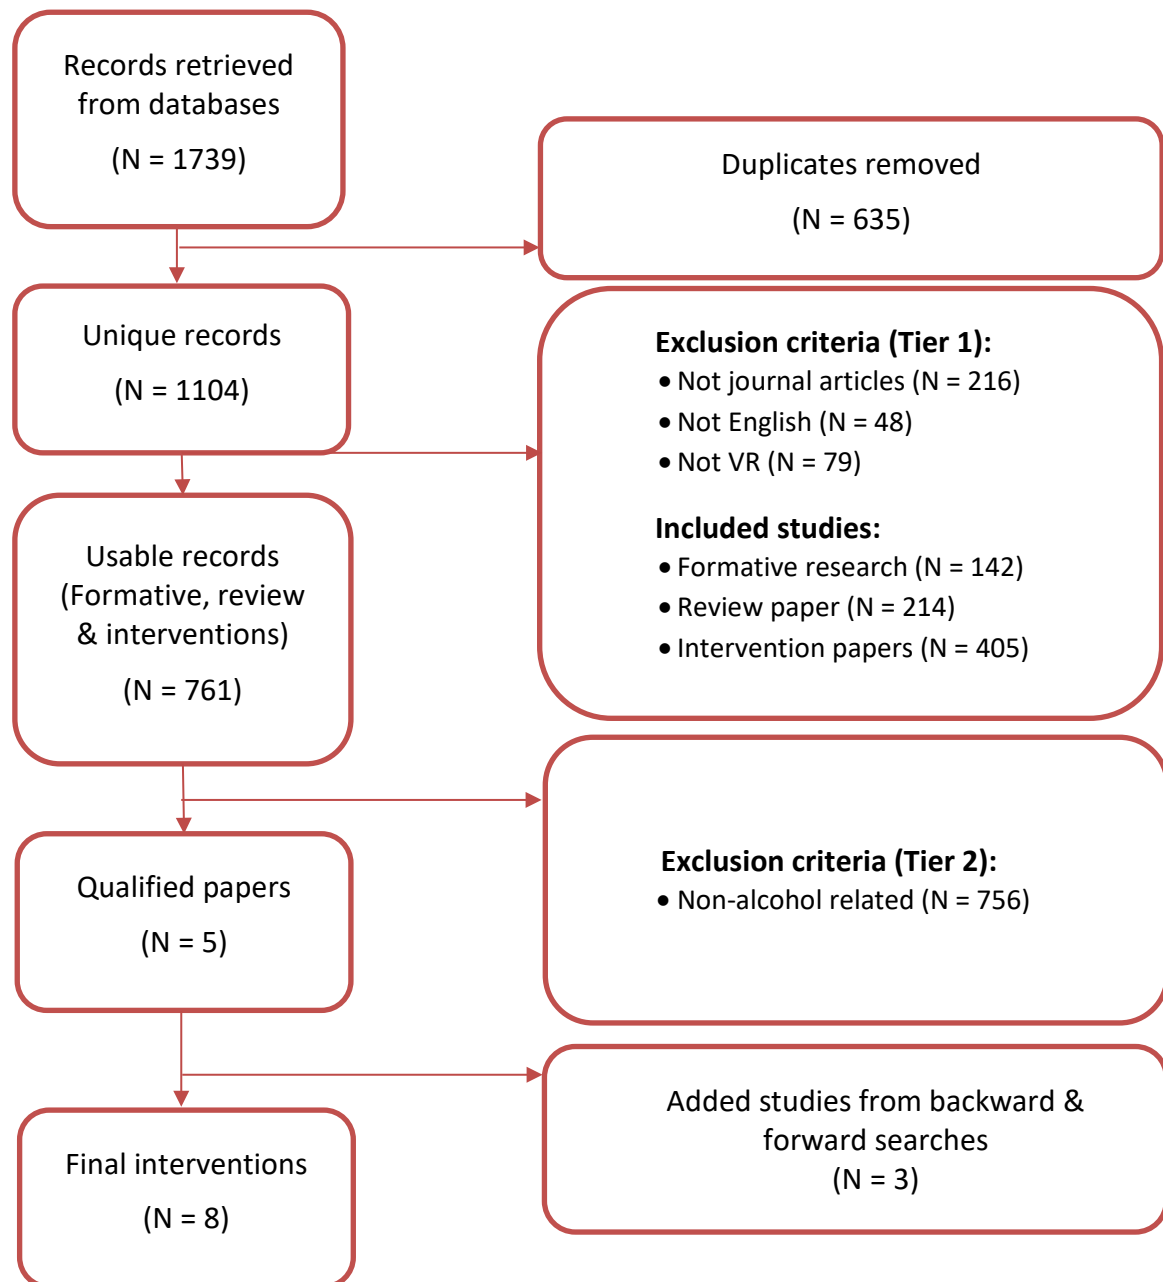 Records retrieved
from databases
(N = 1739)
Duplicates removed
(N = 635)
Unique records
(N = 1104)
Exclusion criteria (Tier 1):
• Not journal articles (N = 216)
• Not English (N = 48)
• Not VR (N = 79)
Included studies:
• Formative research (N = 142)
• Review paper (N = 214)
• Intervention papers (N = 405)
Usable records
(Formative, review
& interventions)
(N = 761)
Exclusion criteria (Tier 2):
• Non-alcohol related (N = 756)
Qualified papers
(N = 5)
Added studies from backward &
forward searches
(N = 3)
Final interventions
(N = 8)